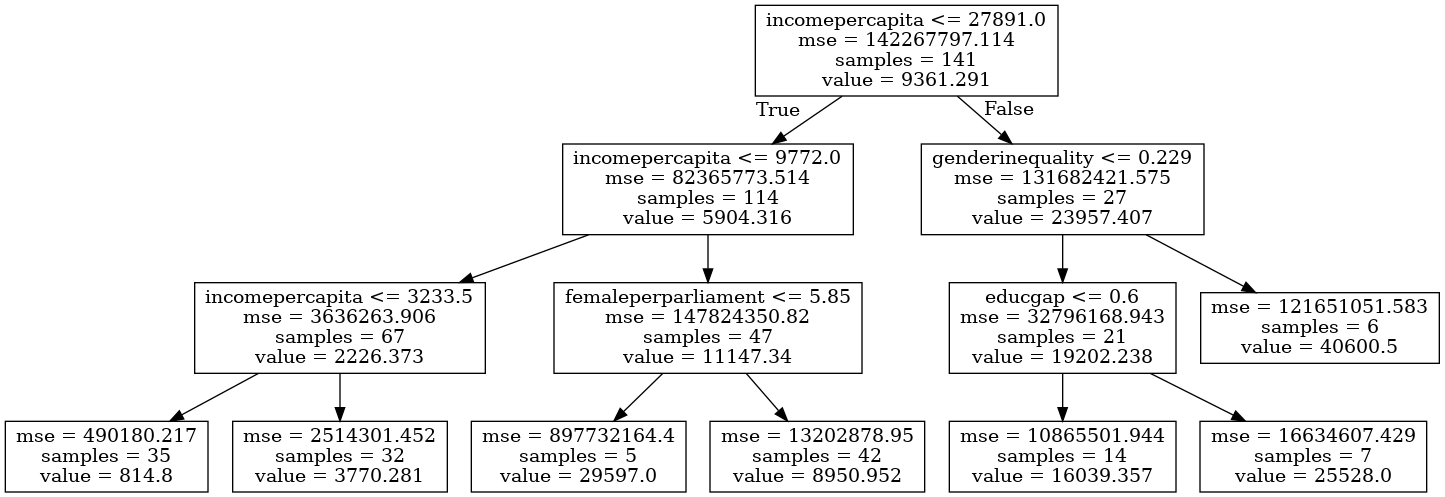 incomepercapita <= 27891.0
mse = 142267797.114
samples = 141
value = 9361.291
True
False
incomepercapita <= 9772.0
mse = 82365773.514
samples = 114
value = 5904.316
genderinequality <= 0.229
mse = 131682421.575
samples = 27
value = 23957.407
incomepercapita <= 3233.5
mse = 3636263.906
samples = 67
value = 2226.373
femaleperparliament <= 5.85
mse = 147824350.82
samples = 47
value = 11147.34
educgap <= 0.6
mse = 32796168.943
samples = 21
value = 19202.238
mse = 121651051.583
samples = 6
value = 40600.5
mse = 490180.217
samples = 35
value = 814.8
mse = 2514301.452
samples = 32
value = 3770.281
mse = 897732164.4
samples = 5
value = 29597.0
mse = 13202878.95
samples = 42
value = 8950.952
mse = 10865501.944
samples = 14
value = 16039.357
mse = 16634607.429
samples = 7
value = 25528.0